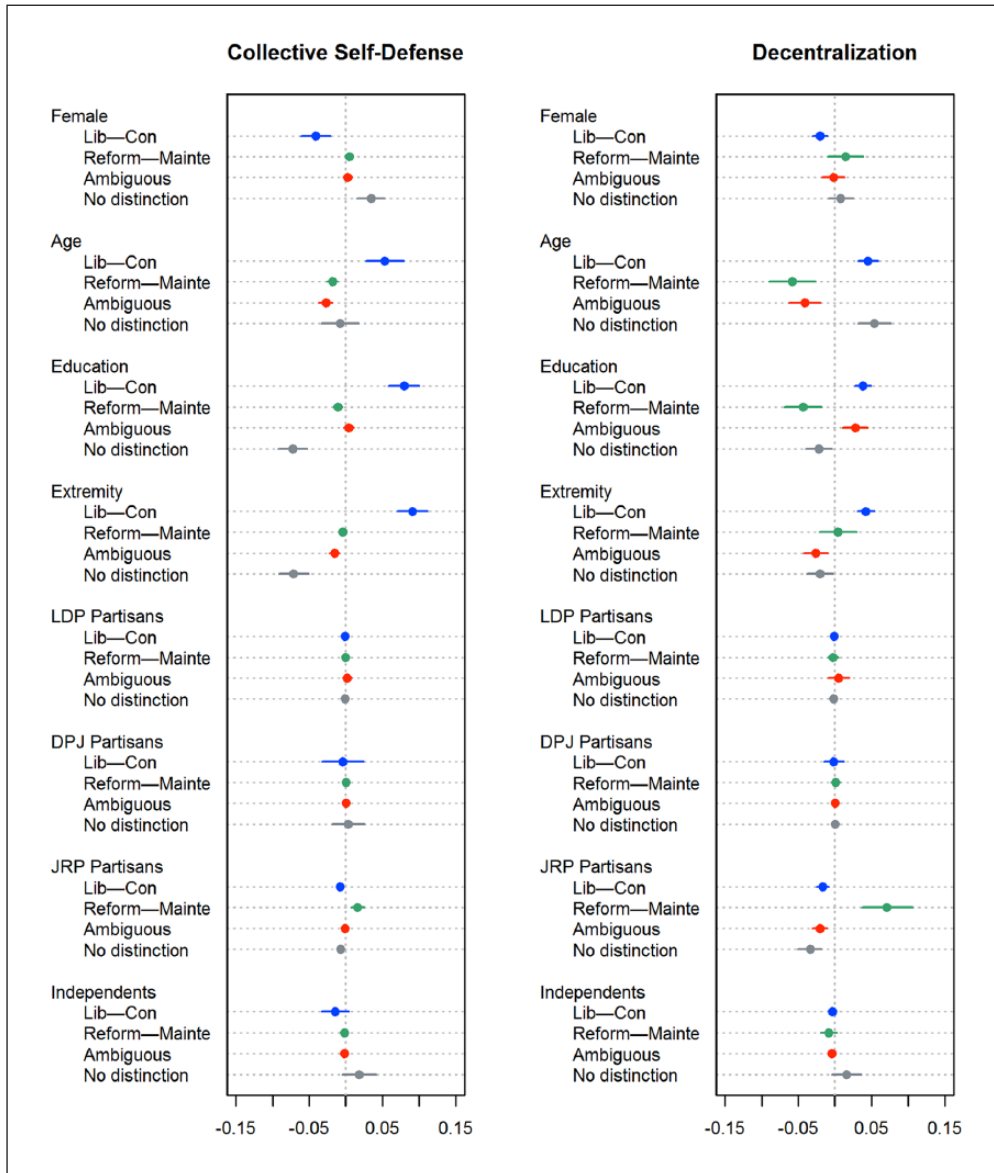 Collective Self-Defense
Female
Lib—Con
Reform—Mainte
Ambiguous
No distinction
Age
Lib—Con
Reform—Mainte
Ambiguous
No distinction
Education
Lib—Con
Reform—Mainte
Ambiguous
No distinction
Extremity
Lib—Con
Reform—Mainte
Ambiguous
No distinction
LDP Partisans
Lib—Con
Reform—Mainte
Ambiguous
No distinction
DPJ Partisans
Lib—Con
Reform—Mainte
Ambiguous
No distinction
JRP Partisans
Lib—Con
Reform—Mainte
Ambiguous
No distinction
Independents
Lib—Con
Reform—Mainte
Ambiguous
No distinction
-0.15 -0.05 0.05 0.15
Decentralization
Female
Lib—Con
Reform—Mainte
Ambiguous
No distinction
Age
Lib—Con
Reform—Mainte
Ambiguous
No distinction
Education
Lib—Con
Reform—Mainte
Ambiguous
No distinction
Extremity
Lib—Con
Reform—Mainte
Ambiguous
No distinction
LDP Partisans
Lib—Con
Reform—Mainte
Ambiguous
No distinction
DPJ Partisans
Lib—Con
Reform—Mainte
Ambiguous
No distinction
JRP Partisans
Lib—Con
Reform—Mainte
Ambiguous
No distinction
Independents
Lib—Con
Reform—Mainte
Ambiguous
No distinction
-0.15 -0.05 0.05 0.15